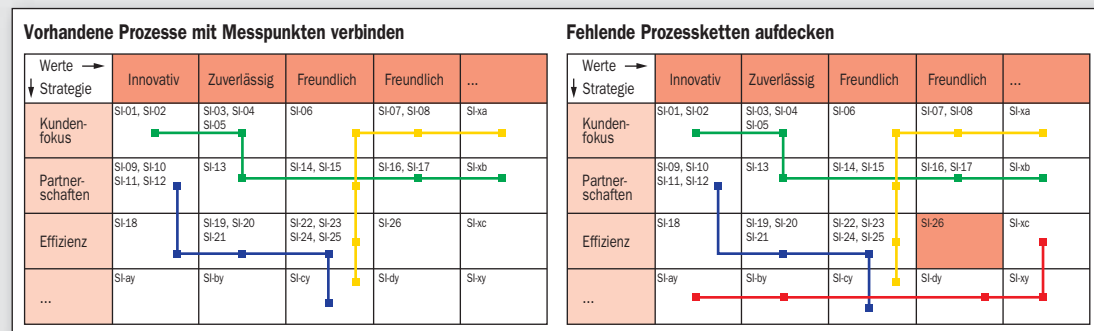 Vorhandene Prozesse mit Messpunkten verbinden
Werte →
↓ Strategie
Innovativ
Zuverlässig
Freundlich
Freundlich
...
Kunden-
fokus
SI-01, SI-02
SI-03, SI-04
SI-05
SI-06
SI-07, SI-08
SI-xa
Partner-
schaften
SI-09, SI-10
SI-11, SI-12
SI-13
SI-14, SI-15
SI-16, SI-17
SI-xb
Effizienz
SI-18
SI-19, SI-20
SI-21
SI-22, SI-23
SI-24, SI-25
SI-26
SI-xc
...
SI-ay
SI-by
SI-cy
SI-dy
SI-xy
Fehlende Prozessketten aufdecken
Werte →
↓ Strategie
Innovativ
Zuverlässig
Freundlich
Freundlich
...
Kunden-
fokus
SI-01, SI-02
SI-03, SI-04
SI-05
SI-06
SI-07, SI-08
SI-xa
Partner-
schaften
SI-09, SI-10
SI-11, SI-12
SI-13
SI-14, SI-15
SI-16, SI-17
SI-xb
Effizienz
SI-18
SI-19, SI-20
SI-21
SI-22, SI-23
SI-24, SI-25
SI-26
SI-xc
...
SI-ay
SI-by
SI-cy
SI-dy
SI-xy